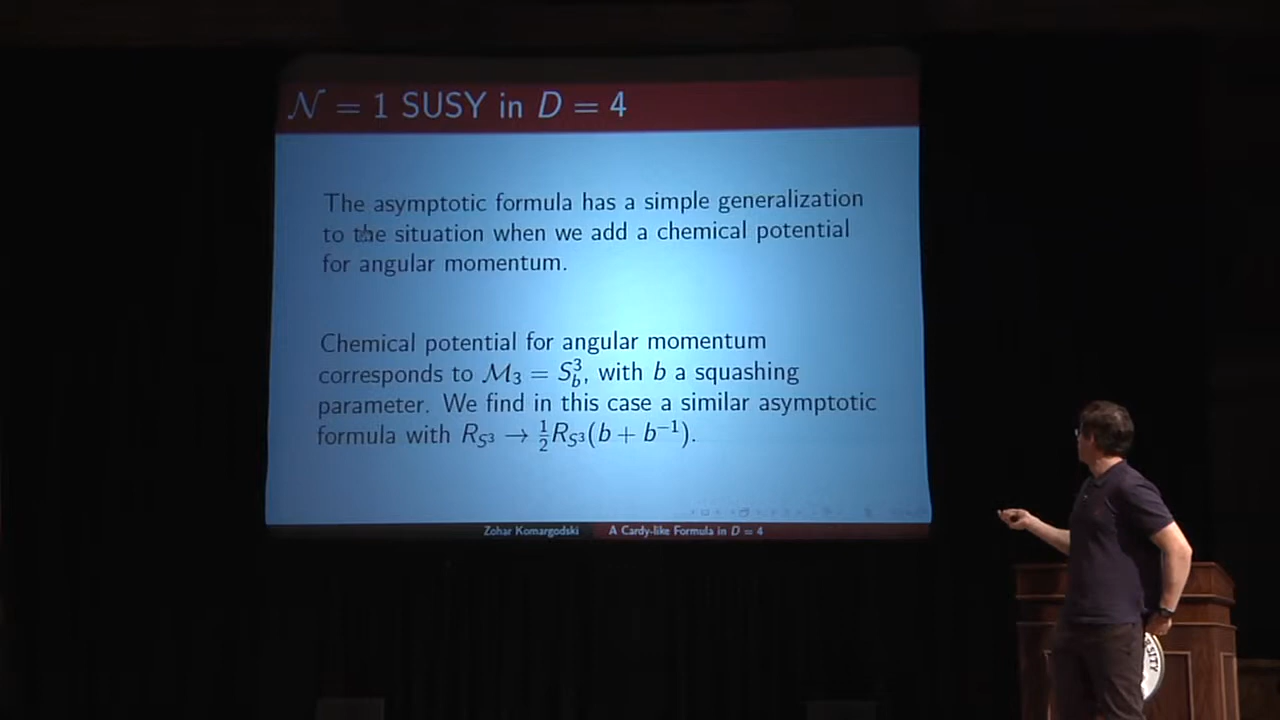 𝒩 = 1 SUSY in D = 4
The asymptotic formula has a simple generalization
to the situation when we add a chemical potential
for angular momentum.
Chemical potential for angular momentum
corresponds to ℳ₃ = S³_b, with b a squashing
parameter. We find in this case a similar asymptotic
formula with R_{S³} → ½R_{S³}(b + b⁻¹).
Zohar Komargodski A Cardy-like Formula in D = 4